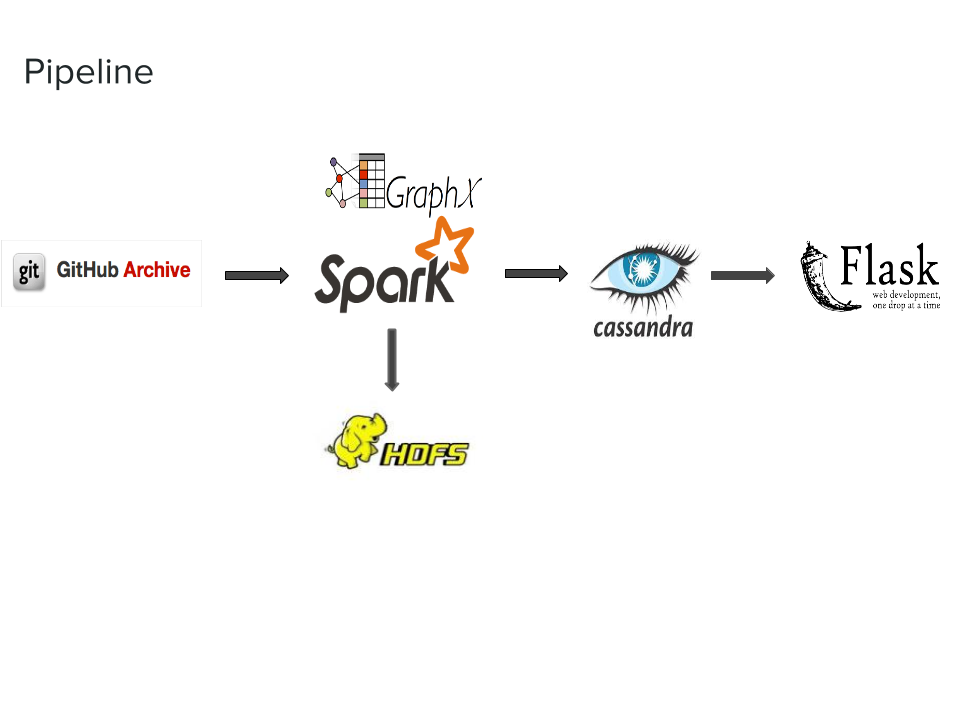 Pipeline
GraphX
git GitHub Archive
Spark
cassandra
Flask
web development,
one drop at a time
HDFS